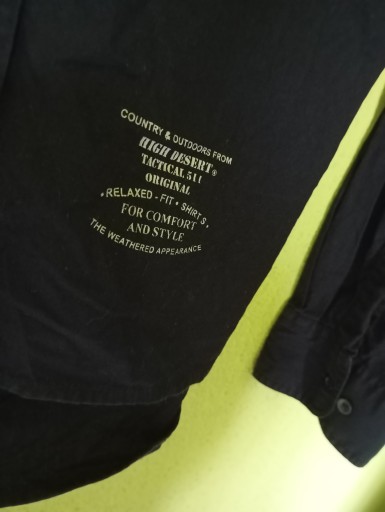 COUNTRY & OUTDOORS FROM
HIGH DESERT®
TACTICAL 511
ORIGINAL
• RELAXED - FIT • SHIRTS •
FOR COMFORT
AND STYLE
THE WEATHERED APPEARANCE